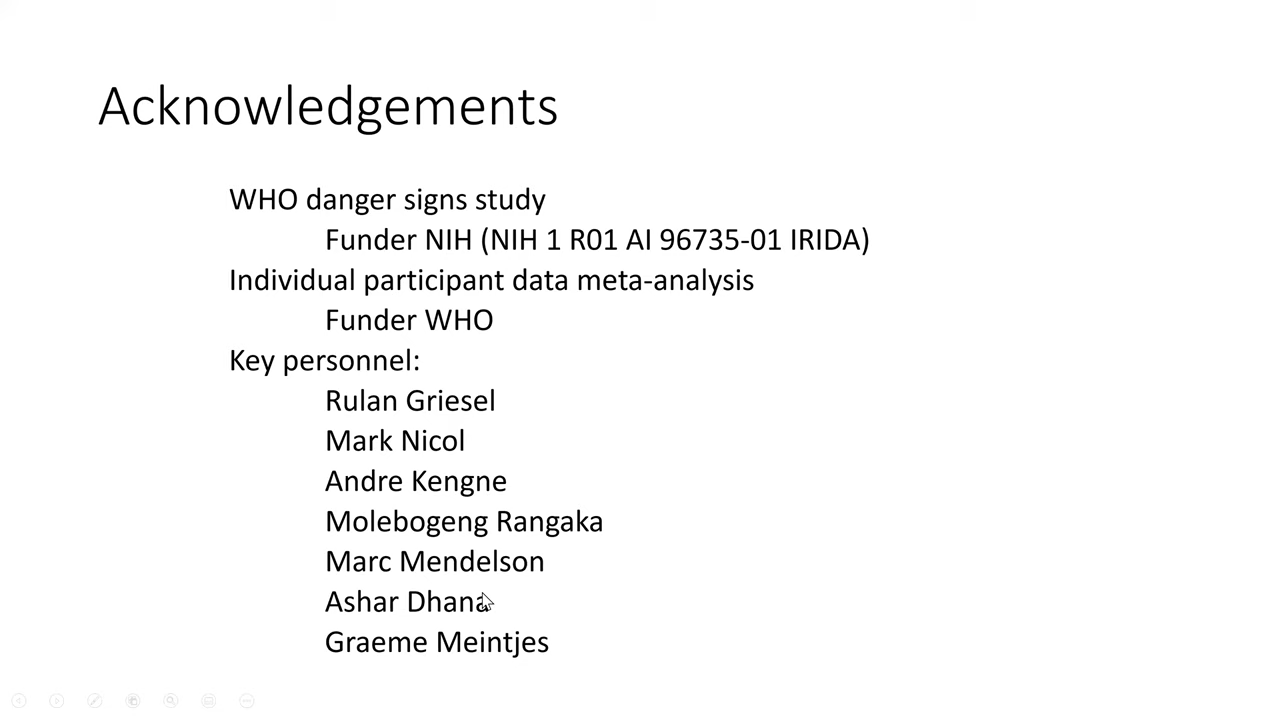 Acknowledgements
WHO danger signs study
Funder NIH (NIH 1 R01 AI 96735-01 IRIDA)
Individual participant data meta-analysis
Funder WHO
Key personnel:
Rulan Griesel
Mark Nicol
Andre Kengne
Molebogeng Rangaka
Marc Mendelson
Ashar Dhana
Graeme Meintjes